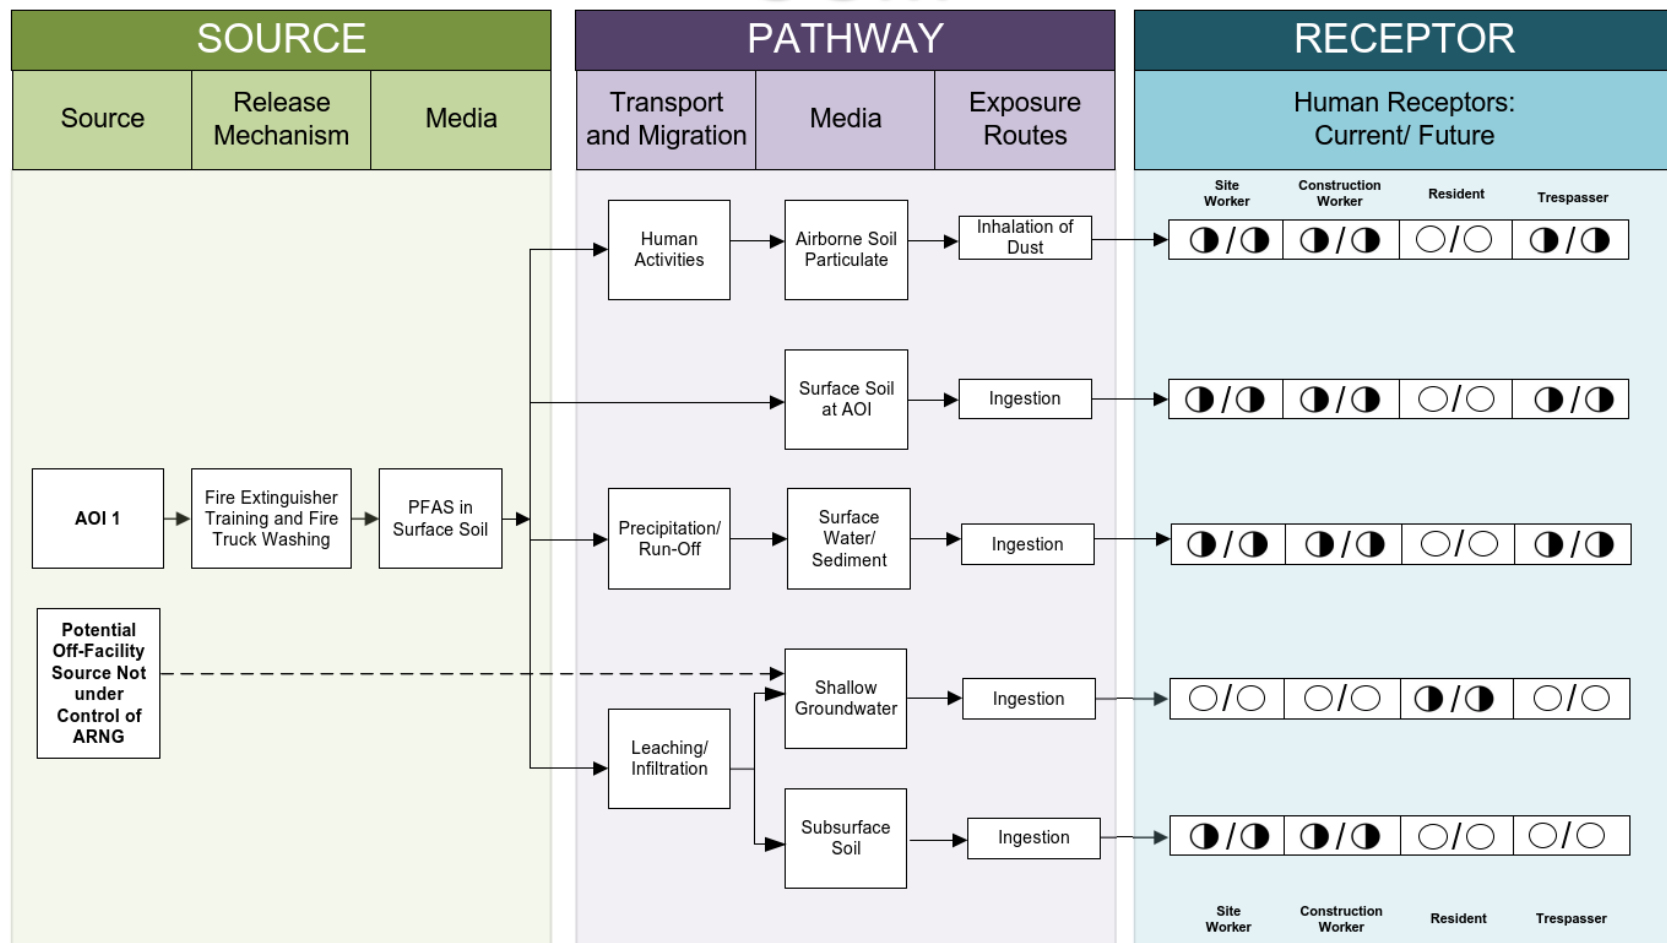 SOURCE
PATHWAY
RECEPTOR
Source
Release
Mechanism
Media
Transport
and Migration
Media
Exposure
Routes
Human Receptors:
Current/ Future
Site
Worker
Construction
Worker
Resident
Trespasser
Human
Activities
Airborne Soil
Particulate
Inhalation of
Dust
/
/
/
/
Surface Soil
at AOI
Ingestion
/
/
/
/
AOI 1
Fire Extinguisher
Training and Fire
Truck Washing
PFAS in
Surface Soil
Precipitation/
Run-Off
Surface
Water/
Sediment
Ingestion
/
/
/
/
Potential
Off-Facility
Source Not
under
Control of
ARNG
Shallow
Groundwater
Ingestion
/
/
/
/
Leaching/
Infiltration
Subsurface
Soil
Ingestion
/
/
/
/
Site
Worker
Construction
Worker
Resident
Trespasser